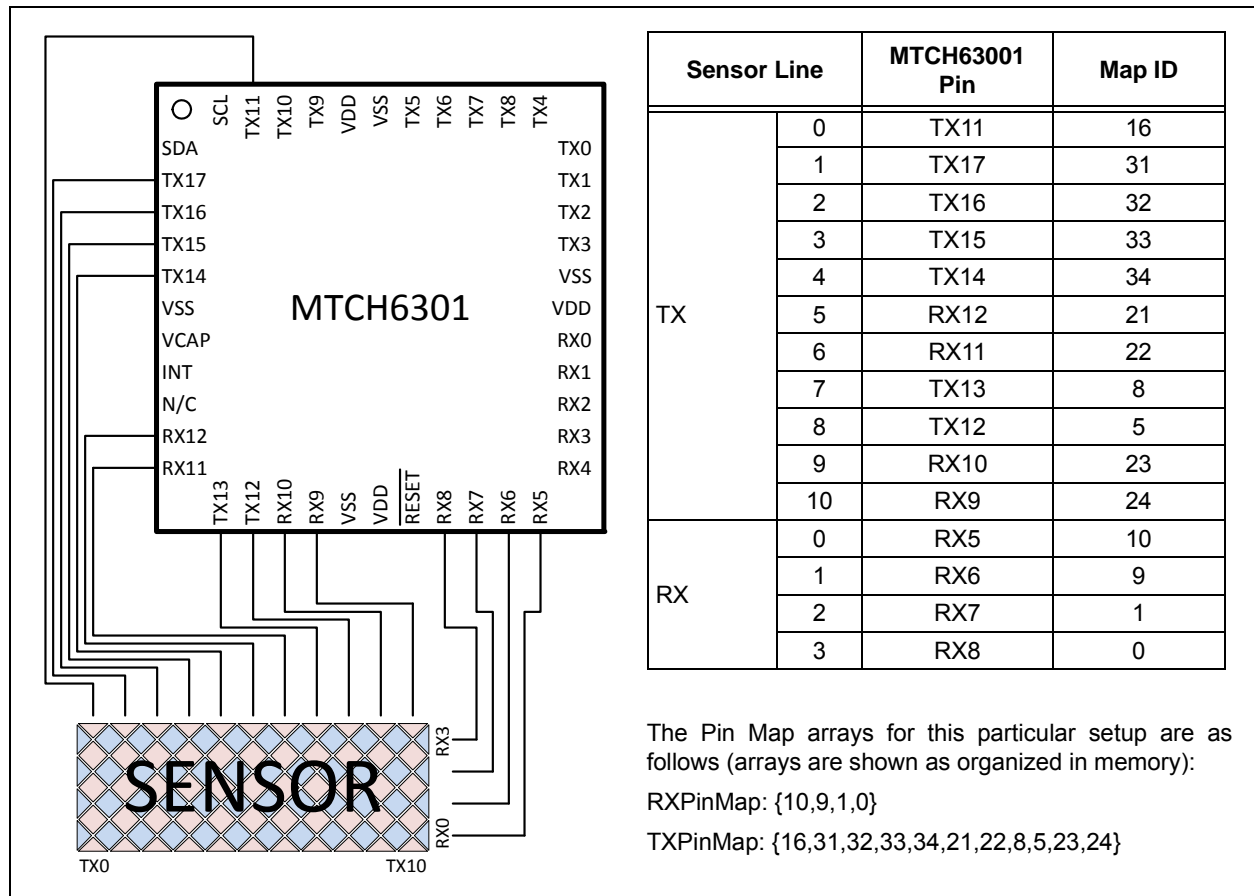 SCL
TX11
TX10
TX9
VDD
VSS
TX5
TX6
TX7
TX8
TX4
SDA
TX17
TX16
TX15
TX14
VSS
VCAP
INT
N/C
RX12
RX11
MTCH6301
TX0
TX1
TX2
TX3
VSS
VDD
RX0
RX1
RX2
RX3
RX4
TX13
TX12
RX10
RX9
VSS
VDD
RESET
RX8
RX7
RX6
RX5
SENSOR
RX3
RX0
TX0 TX10
Sensor Line MTCH63001 Pin Map ID
TX 0 TX11 16
1 TX17 31
2 TX16 32
3 TX15 33
4 TX14 34
5 RX12 21
6 RX11 22
7 TX13 8
8 TX12 5
9 RX10 23
10 RX9 24
RX 0 RX5 10
1 RX6 9
2 RX7 1
3 RX8 0
The Pin Map arrays for this particular setup are as
follows (arrays are shown as organized in memory):
RXPinMap: {10,9,1,0}
TXPinMap: {16,31,32,33,34,21,22,8,5,23,24}